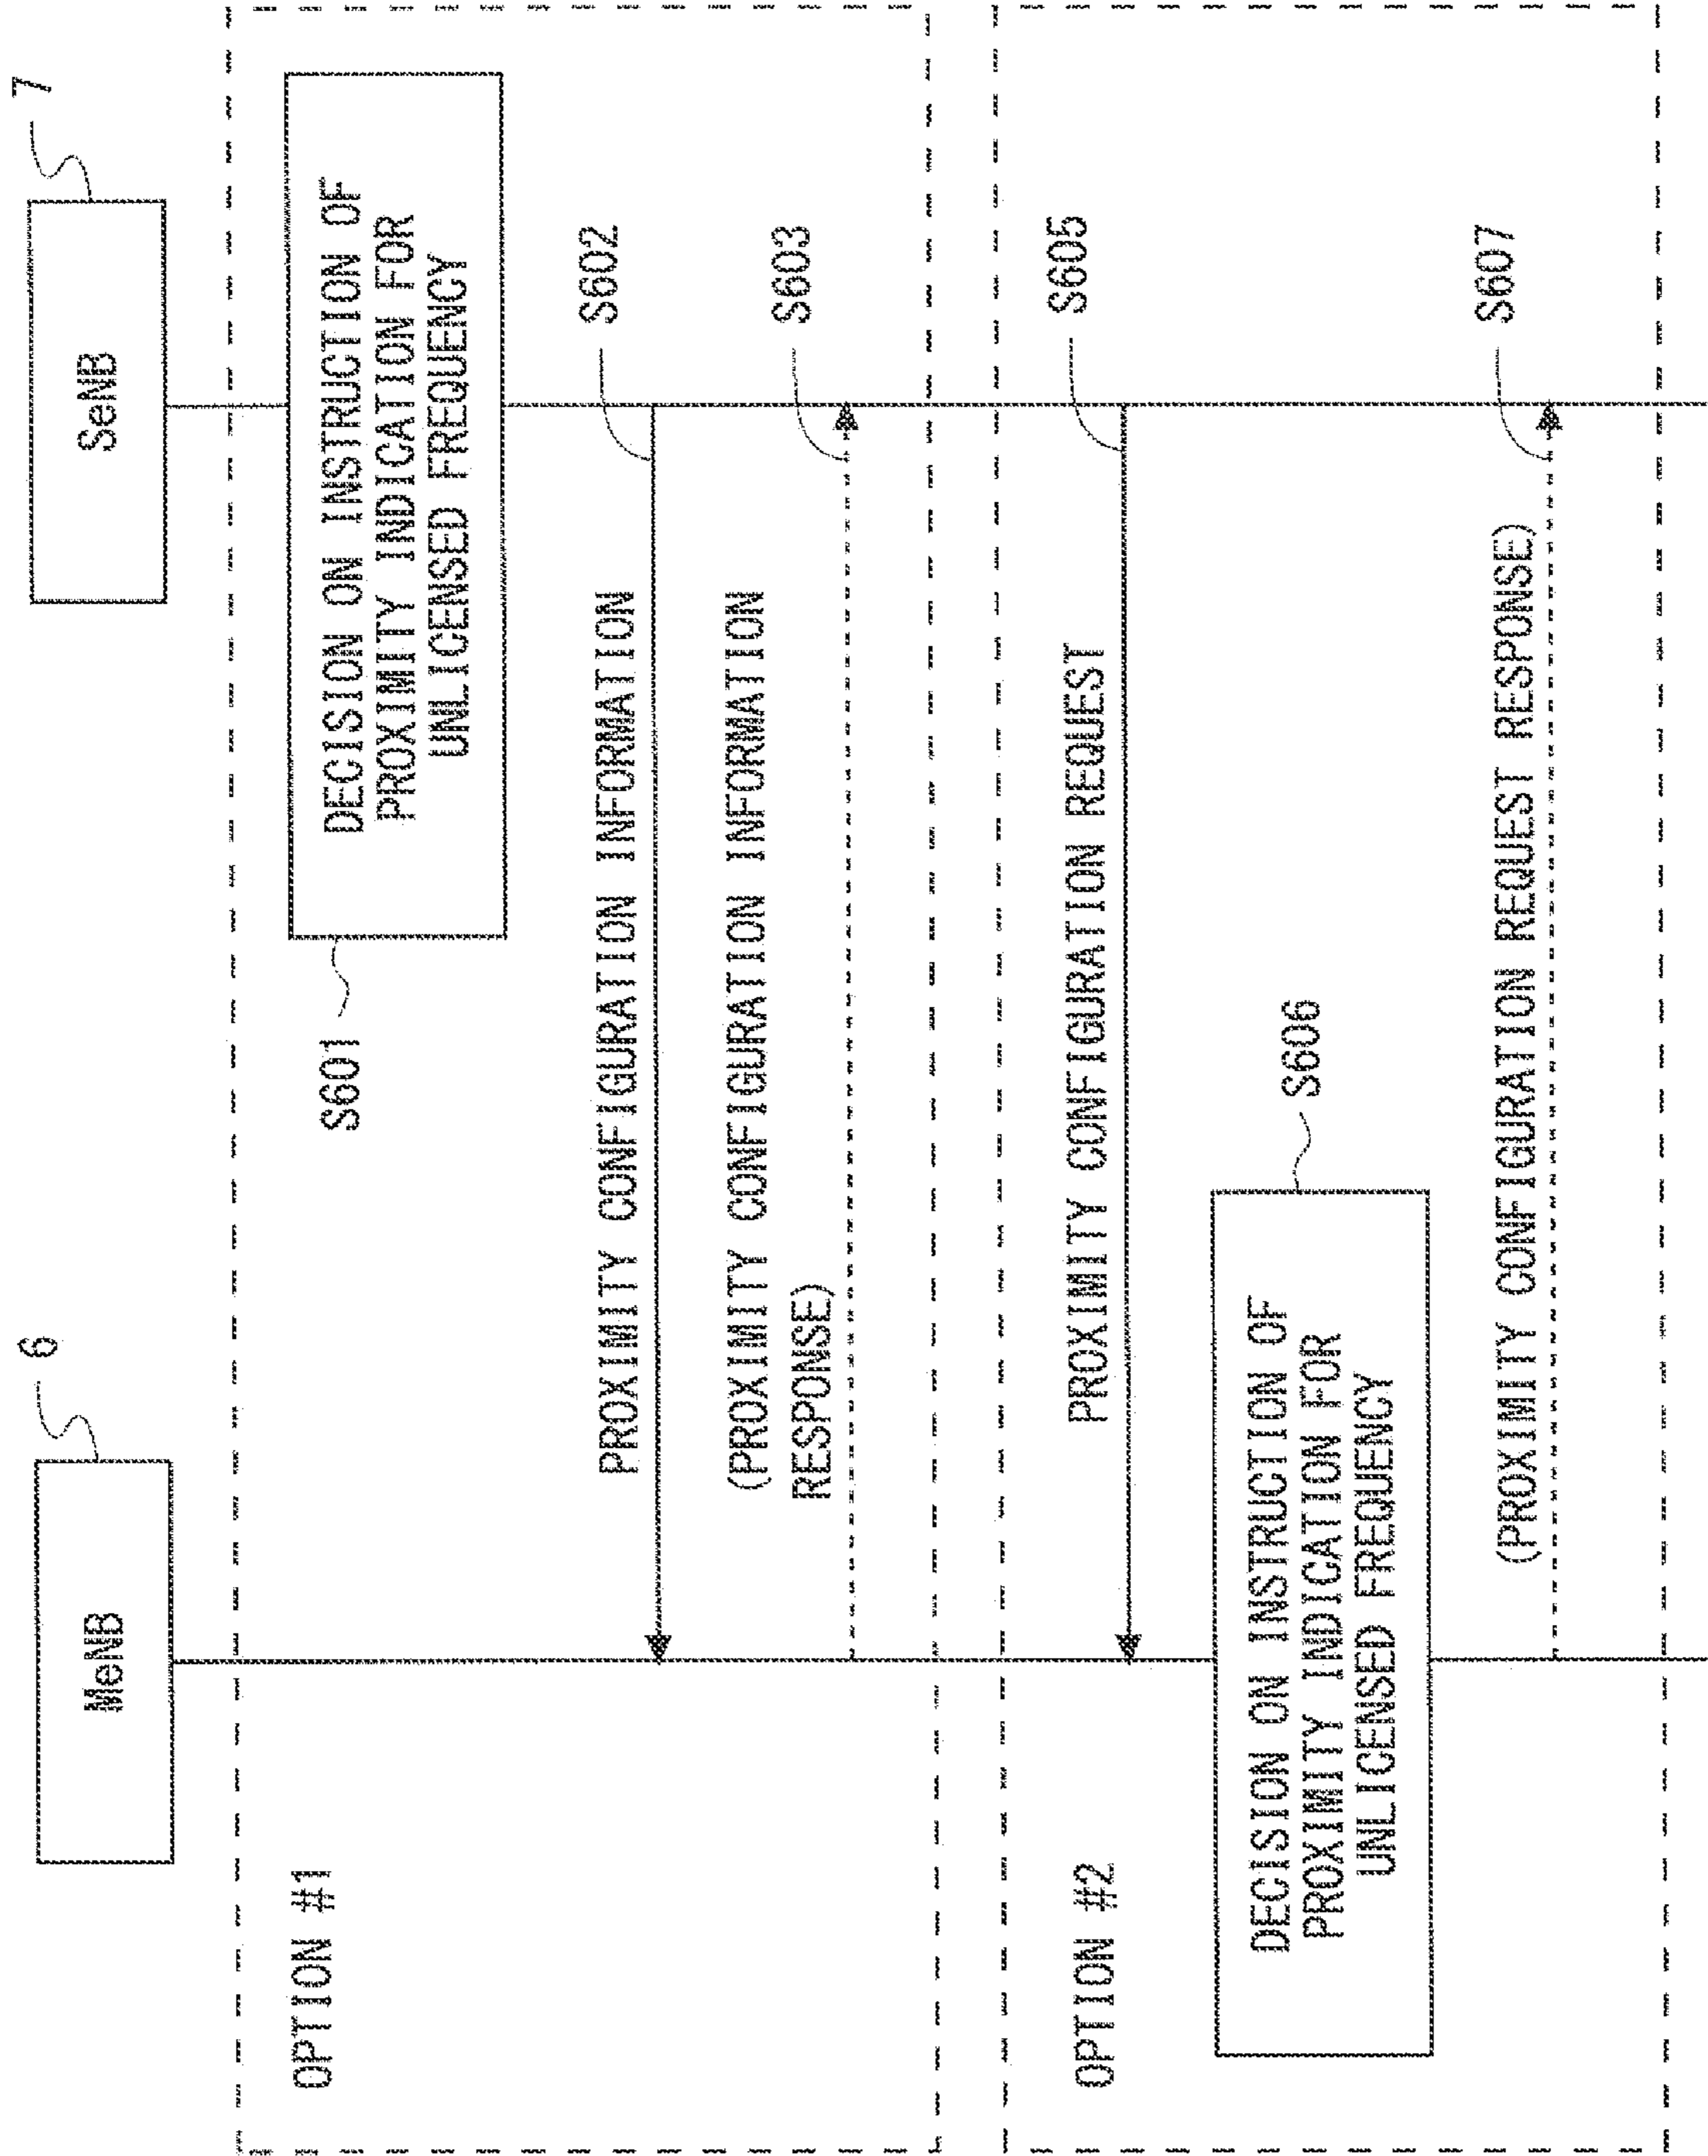 MeNB
6
SeNB
7
OPTION #1
S601
DECISION ON INSTRUCTION OF
PROXIMITY INDICATION FOR
UNLICENSED FREQUENCY
PROXIMITY CONFIGURATION INFORMATION
S602
(PROXIMITY CONFIGURATION INFORMATION
RESPONSE)
S603
OPTION #2
PROXIMITY CONFIGURATION REQUEST
S605
DECISION ON INSTRUCTION OF
PROXIMITY INDICATION FOR
UNLICENSED FREQUENCY
S606
(PROXIMITY CONFIGURATION REQUEST RESPONSE)
S607